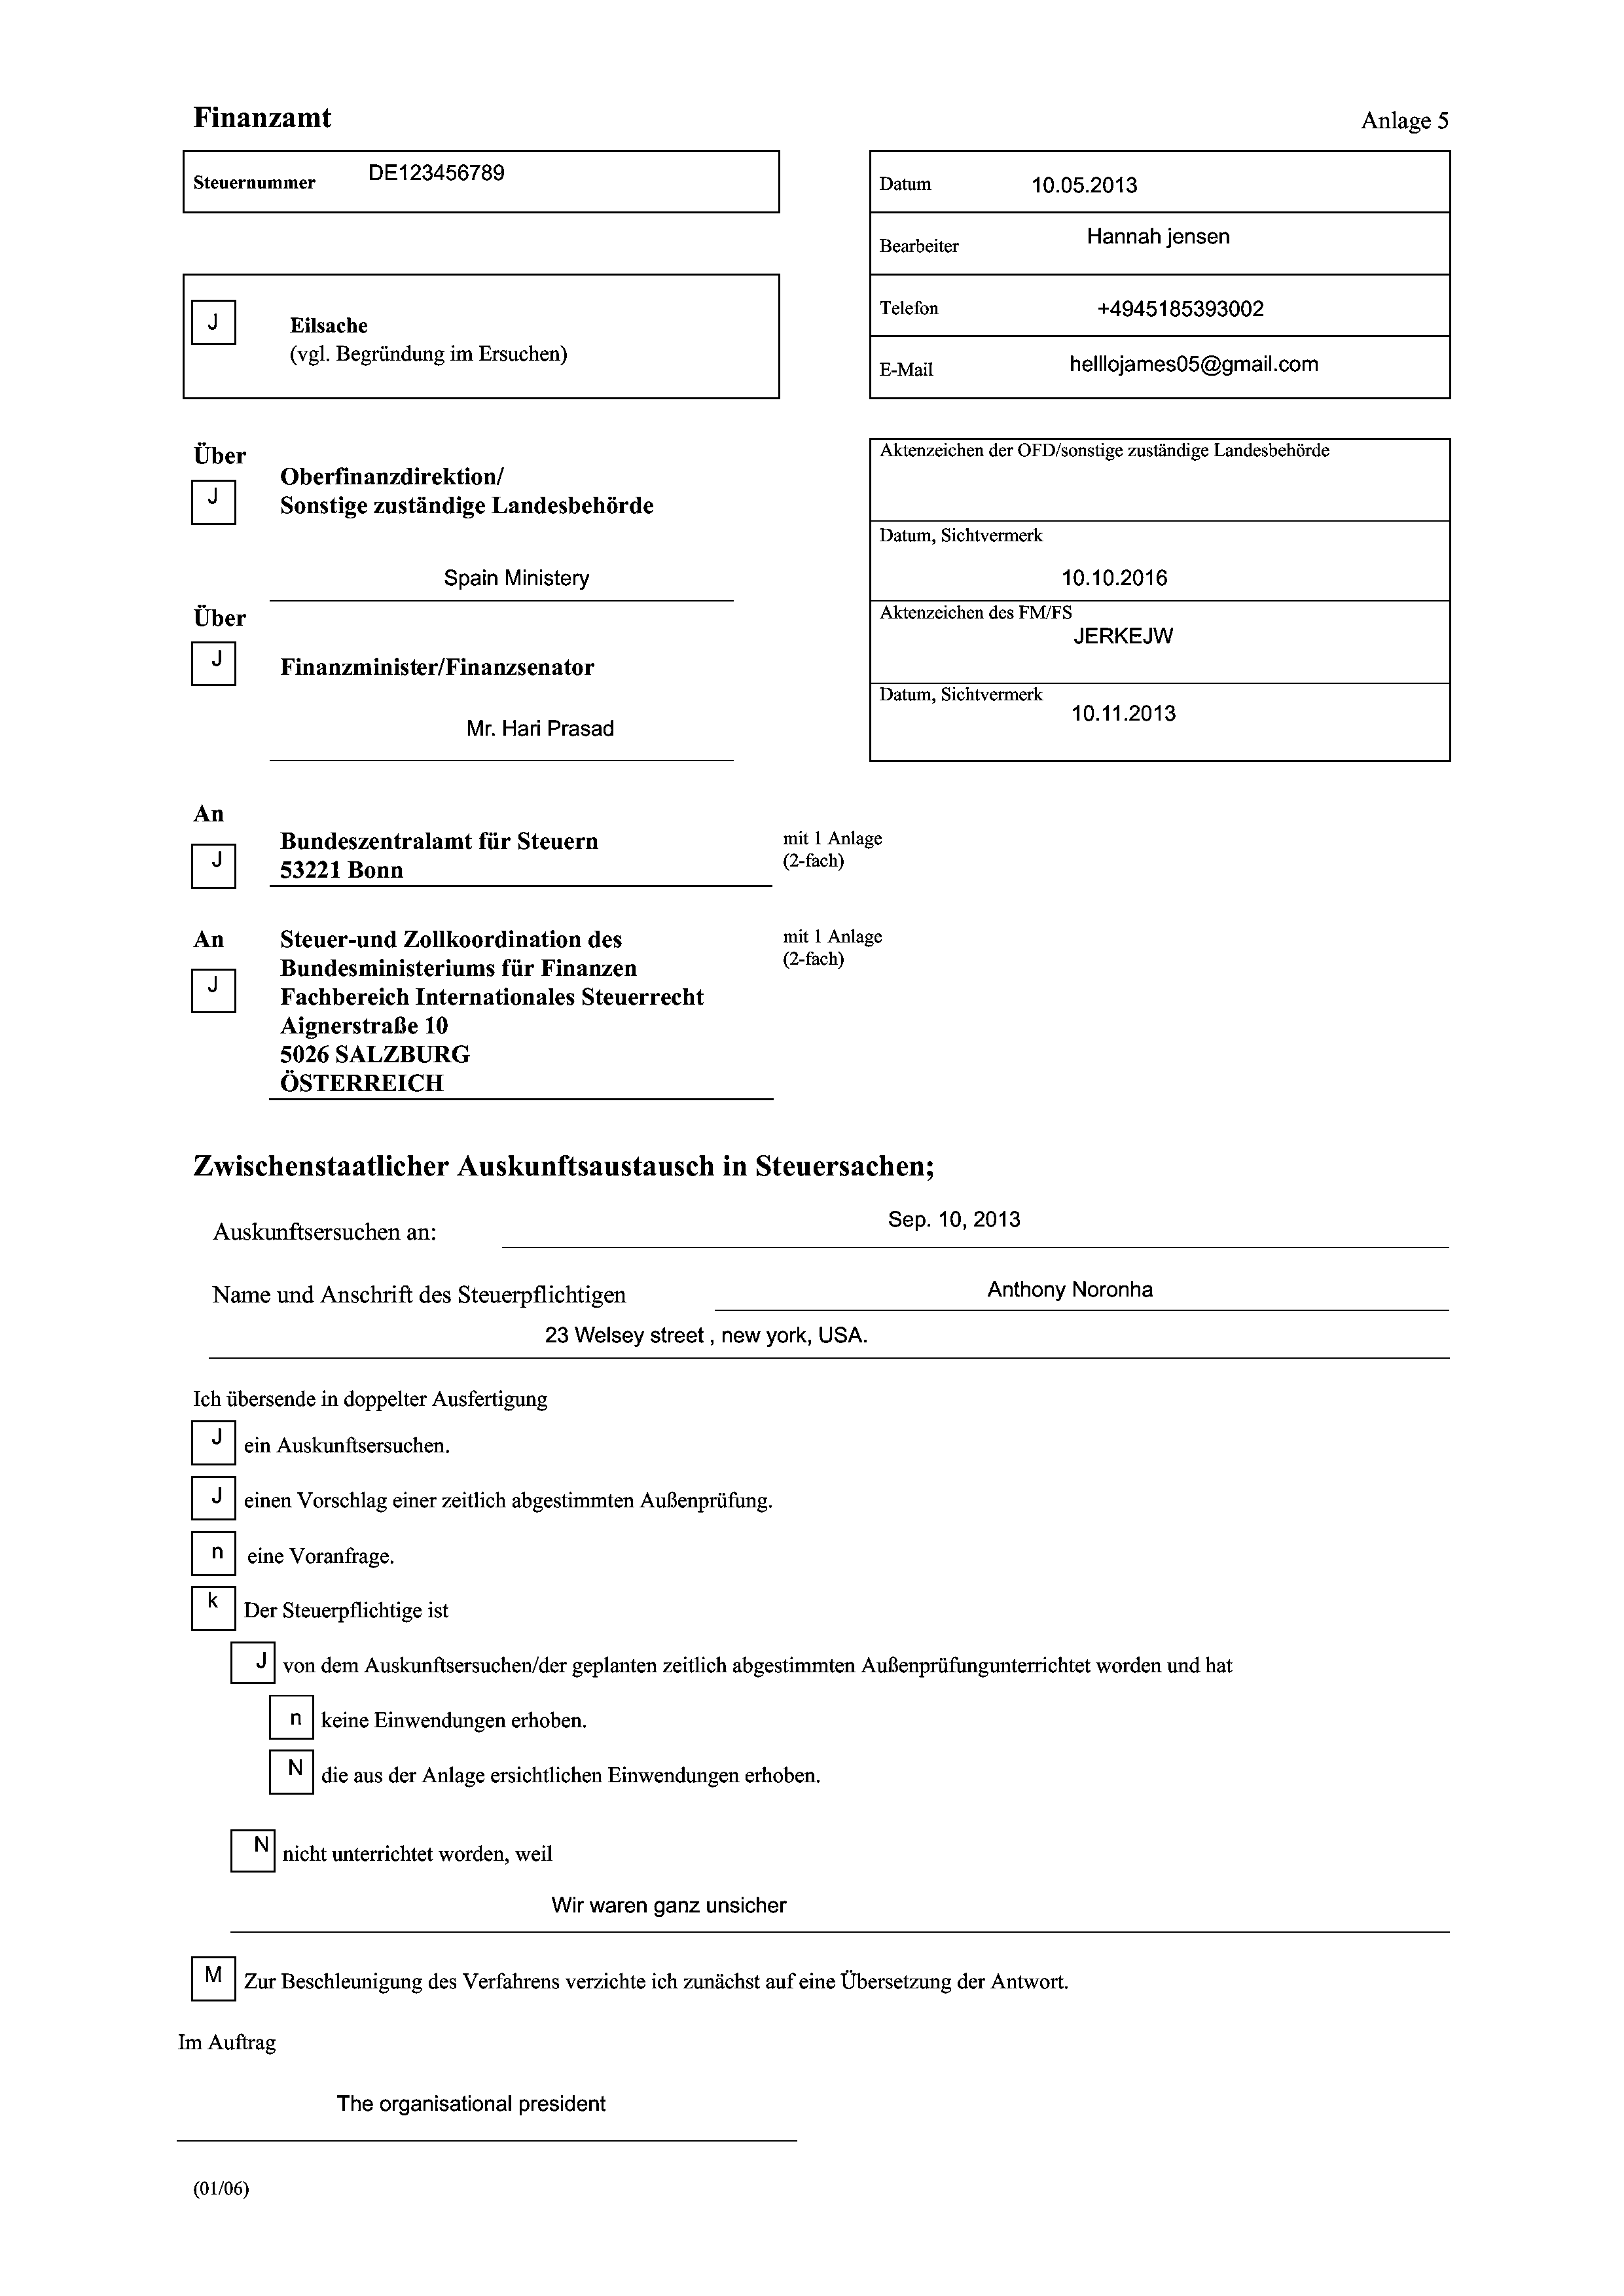 Finanzamt
Anlage 5
Steuernummer DE123456789
Datum 10.05.2013
Bearbeiter Hannah jensen
J Eilsache
(vgl. Begründung im Ersuchen)
Telefon +4945185393002
E-Mail helllojames05@gmail.com
Über
J Oberfinanzdirektion/
Sonstige zuständige Landesbehörde
Spain Ministery
Aktenzeichen der OFD/sonstige zuständige Landesbehörde
Datum, Sichtvermerk
10.10.2016
Über
J Finanzminister/Finanzsenator
Mr. Hari Prasad
Aktenzeichen des FM/FS
JERKEJW
Datum, Sichtvermerk
10.11.2013
An
J Bundeszentralamt für Steuern
53221 Bonn
mit 1 Anlage
(2-fach)
An
J Steuer-und Zollkoordination des
Bundesministeriums für Finanzen
Fachbereich Internationales Steuerrecht
Aignerstraße 10
5026 SALZBURG
ÖSTERREICH
mit 1 Anlage
(2-fach)
Zwischenstaatlicher Auskunftsaustausch in Steuersachen;
Auskunftsersuchen an: Sep. 10, 2013
Name und Anschrift des Steuerpflichtigen Anthony Noronha
23 Welsey street , new york, USA.
Ich übersende in doppelter Ausfertigung
J ein Auskunftsersuchen.
J einen Vorschlag einer zeitlich abgestimmten Außenprüfung.
n eine Voranfrage.
k Der Steuerpflichtige ist
J von dem Auskunftsersuchen/der geplanten zeitlich abgestimmten Außenprüfungunterrichtet worden und hat
n keine Einwendungen erhoben.
N die aus der Anlage ersichtlichen Einwendungen erhoben.
N nicht unterrichtet worden, weil
Wir waren ganz unsicher
M Zur Beschleunigung des Verfahrens verzichte ich zunächst auf eine Übersetzung der Antwort.
Im Auftrag
The organisational president
(01/06)